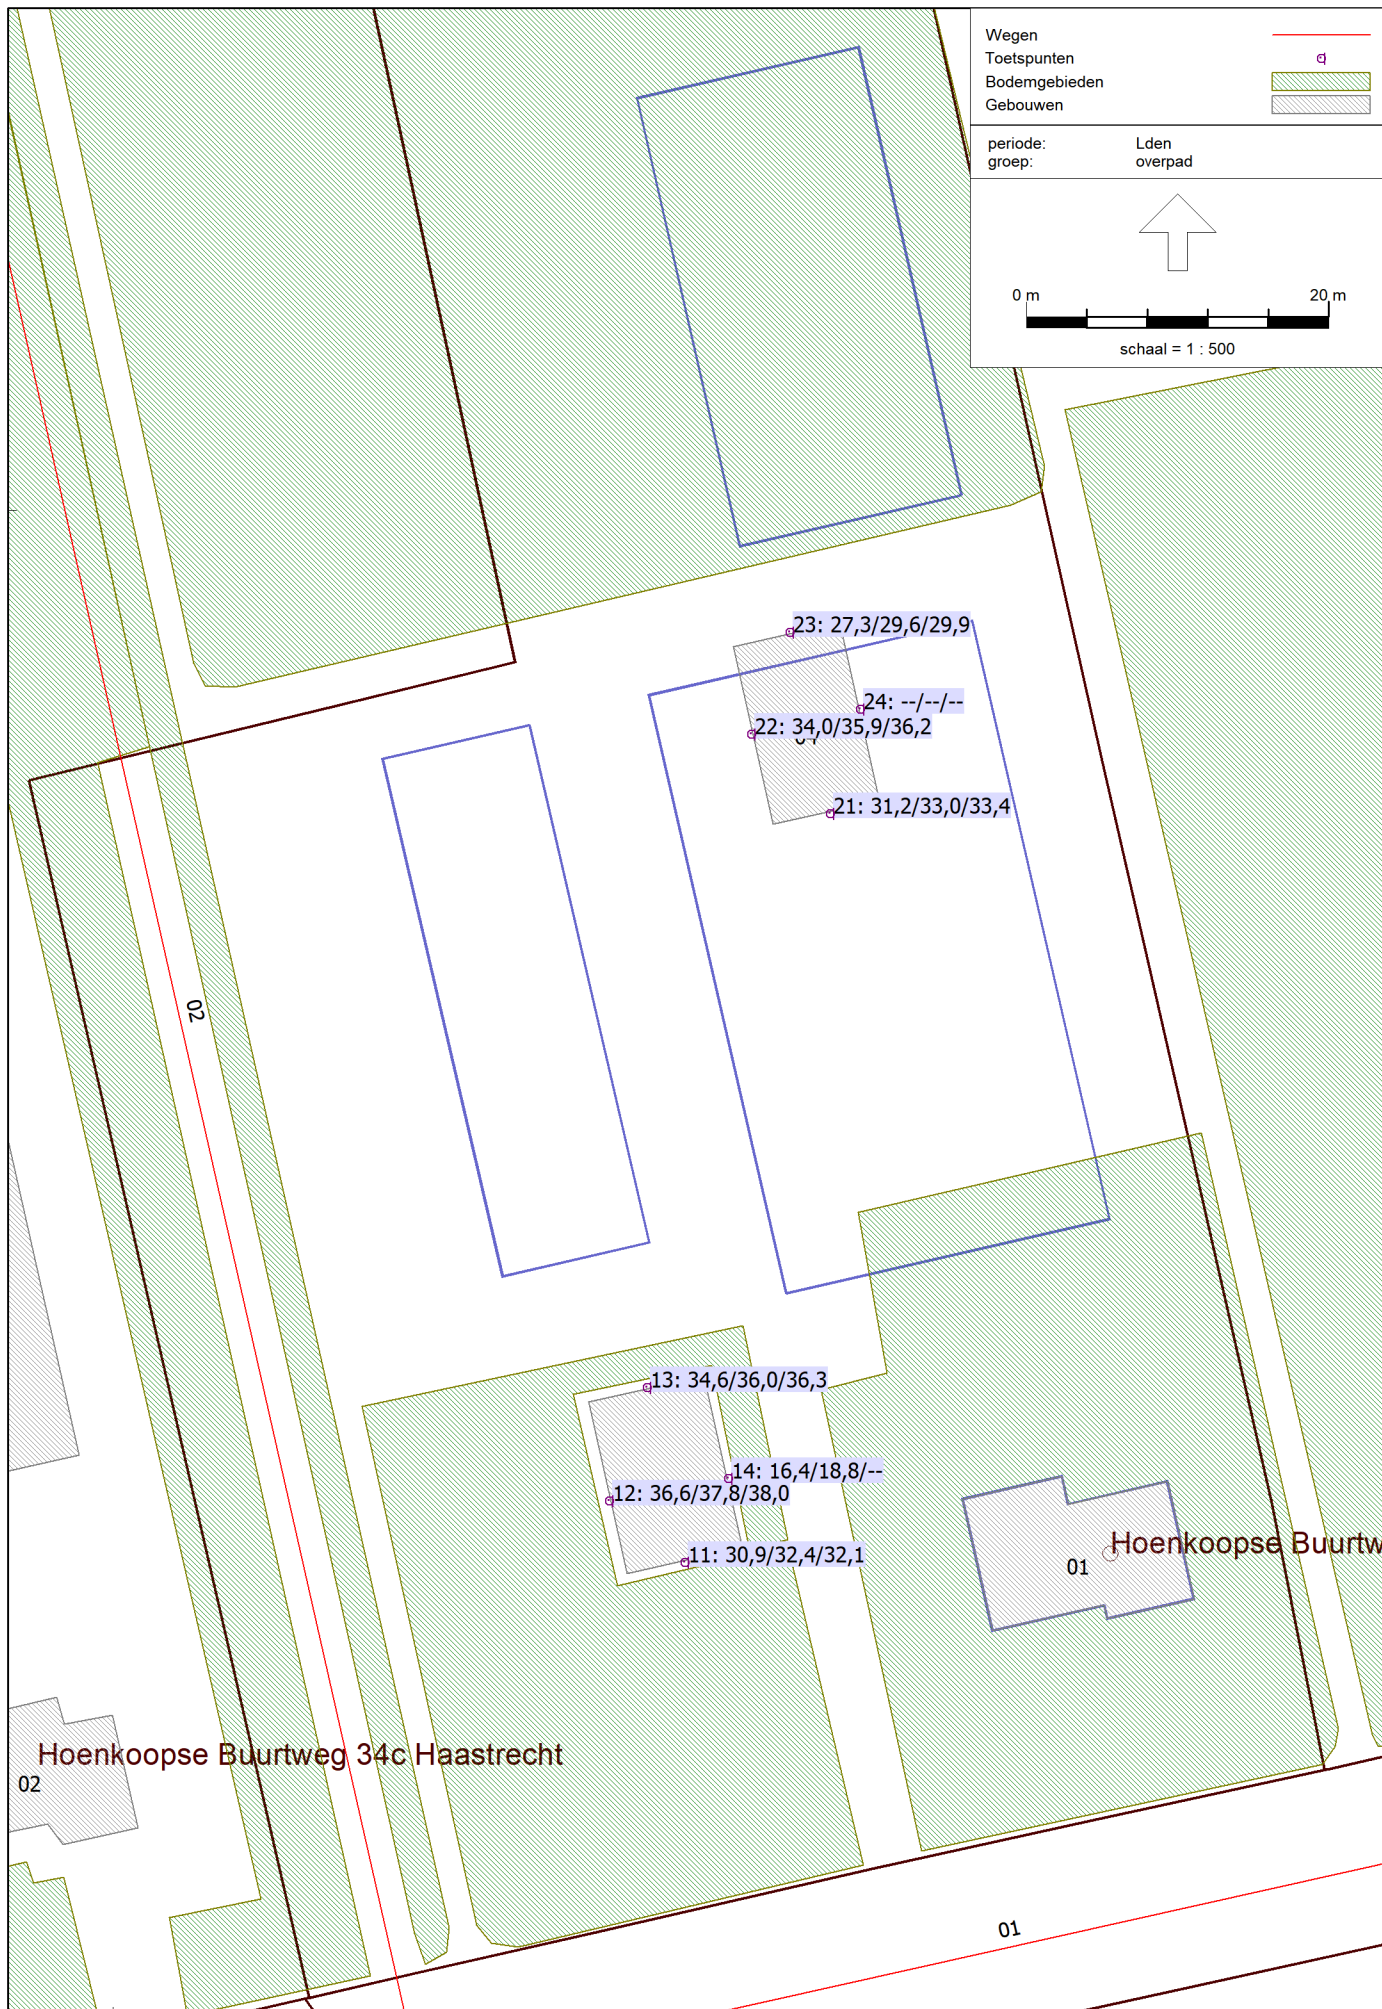 Wegen
Toetspunten
Bodemgebieden
Gebouwen
periode: Lden
groep: overpad
0 m 20 m
schaal = 1 : 500
23: 27,3/29,6/29,9
24: --/--/--
22: 34,0/35,9/36,2
21: 31,2/33,0/33,4
02
13: 34,6/36,0/36,3
14: 16,4/18,8/--
12: 36,6/37,8/38,0
11: 30,9/32,4/32,1
Hoenkoopse Buurtw
01
Hoenkoopse Buurtweg 34c Haastrecht
02
01